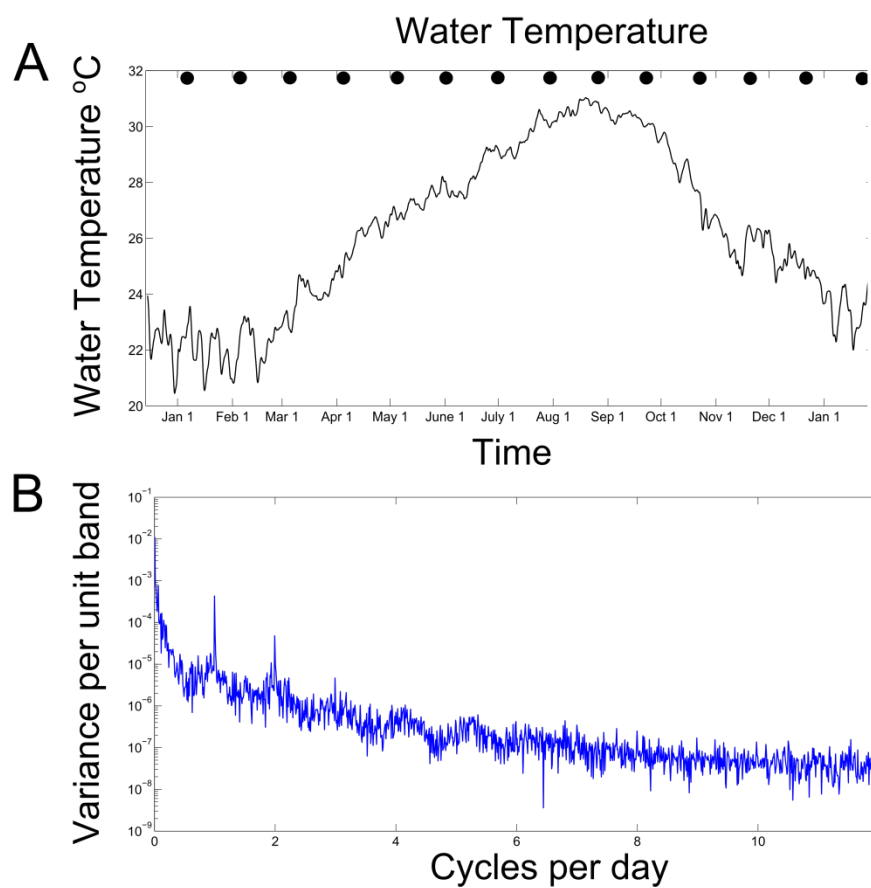 Water Temperature
A
Water Temperature °C
32
30
28
26
24
22
20
Jan 1 Feb 1 Mar 1 Apr 1 May 1 June 1 July 1 Aug 1 Sep 1 Oct 1 Nov 1 Dec 1 Jan 1
Time
B
Variance per unit band
10⁻¹
10⁻²
10⁻³
10⁻⁴
10⁻⁵
10⁻⁶
10⁻⁷
10⁻⁸
10⁻⁹
0 2 4 6 8 10
Cycles per day